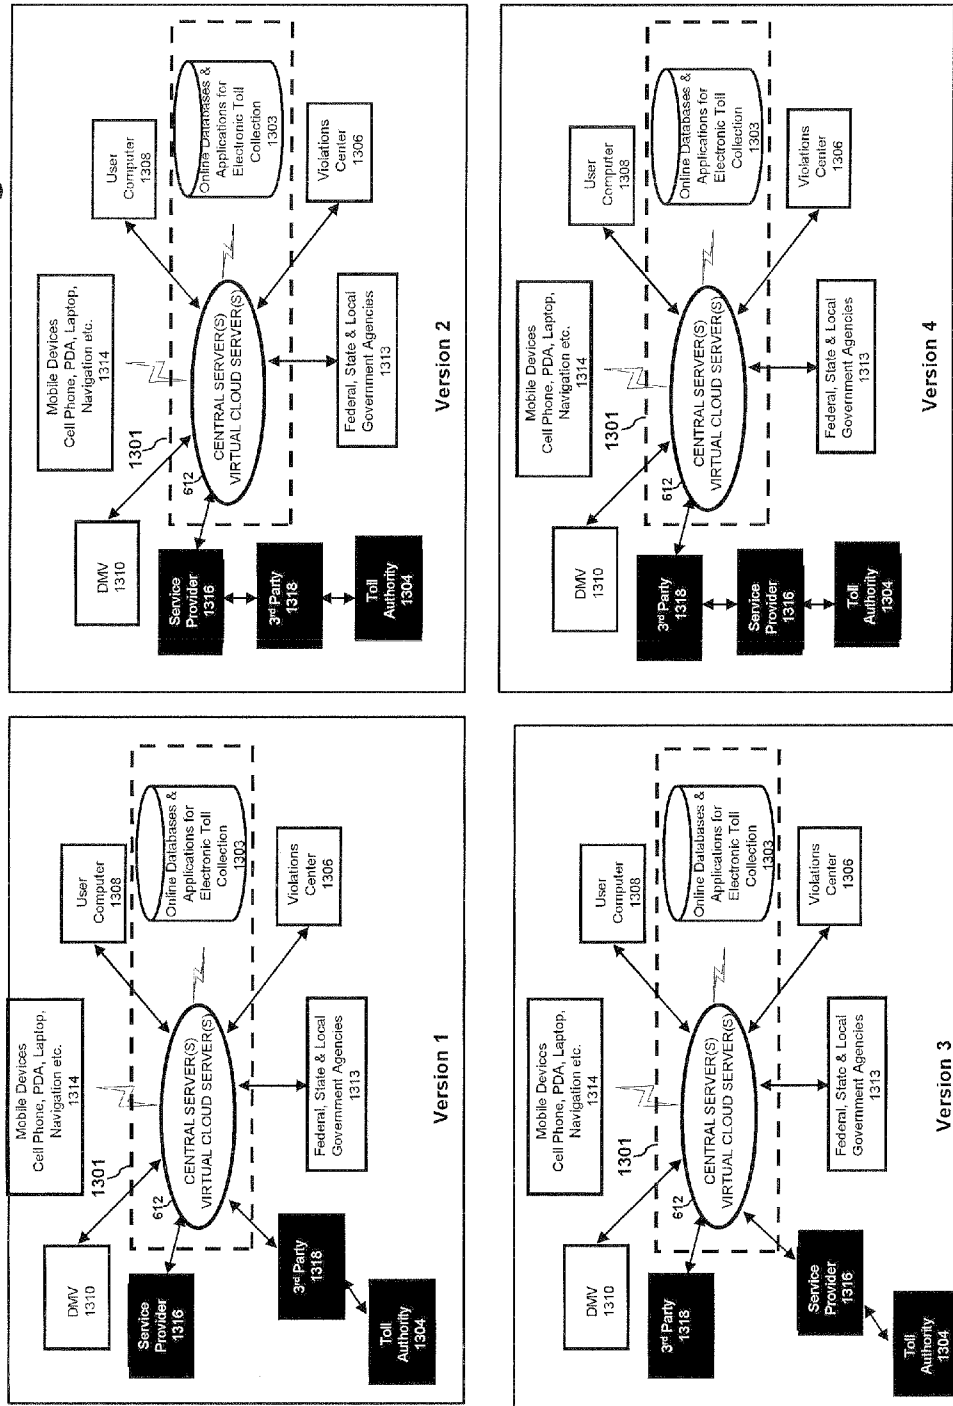 Mobile Devices
Cell Phone, PDA, Laptop,
Navigation etc.
1314
DMV
1310
1301
User
Computer
1308
Service
Provider
1316
612
CENTRAL SERVER(S)
VIRTUAL CLOUD SERVER(S)
Online Databases &
Applications for
Electronic Toll
Collection
1303
3rd Party
1318
Toll
Authority
1304
Federal, State & Local
Government Agencies
1313
Violations
Center
1306
Version 1
Mobile Devices
Cell Phone, PDA, Laptop,
Navigation etc.
1314
DMV
1310
1301
User
Computer
1308
Service
Provider
1316
612
CENTRAL SERVER(S)
VIRTUAL CLOUD SERVER(S)
Online Databases &
Applications for
Electronic Toll
Collection
1303
3rd Party
1318
Toll
Authority
1304
Federal, State & Local
Government Agencies
1313
Violations
Center
1306
Version 2
Mobile Devices
Cell Phone, PDA, Laptop,
Navigation etc.
1314
DMV
1310
1301
User
Computer
1308
3rd Party
1318
612
CENTRAL SERVER(S)
VIRTUAL CLOUD SERVER(S)
Online Databases &
Applications for
Electronic Toll
Collection
1303
Service
Provider
1316
Toll
Authority
1304
Federal, State & Local
Government Agencies
1313
Violations
Center
1306
Version 3
Mobile Devices
Cell Phone, PDA, Laptop,
Navigation etc.
1314
DMV
1310
1301
User
Computer
1308
3rd Party
1318
612
CENTRAL SERVER(S)
VIRTUAL CLOUD SERVER(S)
Online Databases &
Applications for
Electronic Toll
Collection
1303
Service
Provider
1316
Toll
Authority
1304
Federal, State & Local
Government Agencies
1313
Violations
Center
1306
Version 4